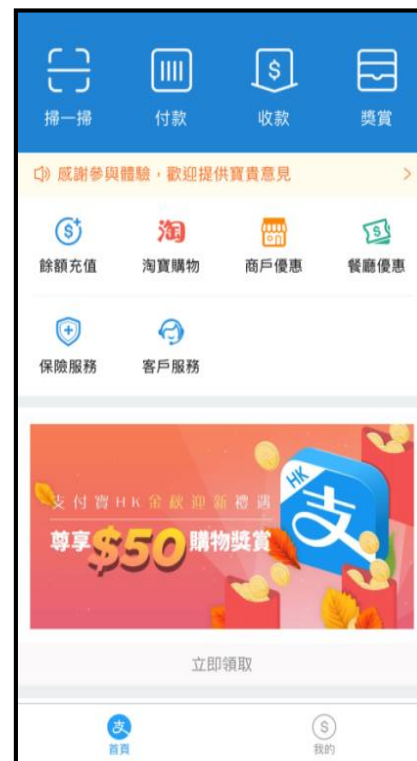 掃一掃 付款 收款 獎賞
感謝參與體驗,歡迎提供寶貴意見
淘
餘額充值 淘寶購物 商戶優惠 餐廳優惠
保險服務 客戶服務
HK
支
支付寶HK金秋迎新禮遇
尊享$50購物獎賞
立即領取
支 $
首頁 我的